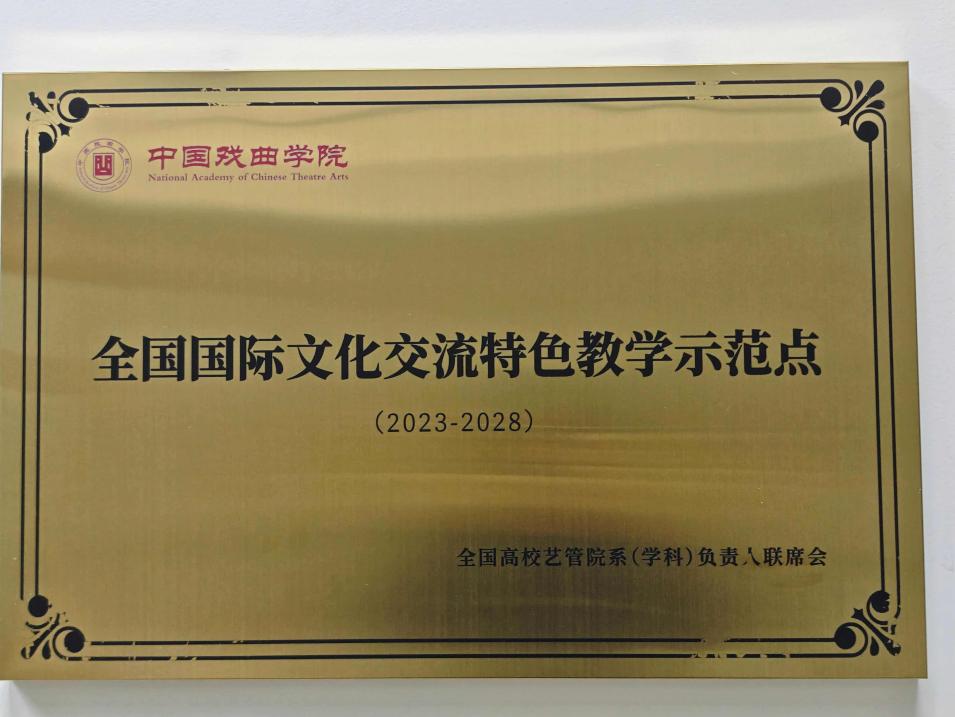 中国戏曲学院
National Academy of Chinese Theatre Arts
全国国际文化交流特色教学示范点
(2023-2028)
全国高校艺管院系(学科)负责人联席会